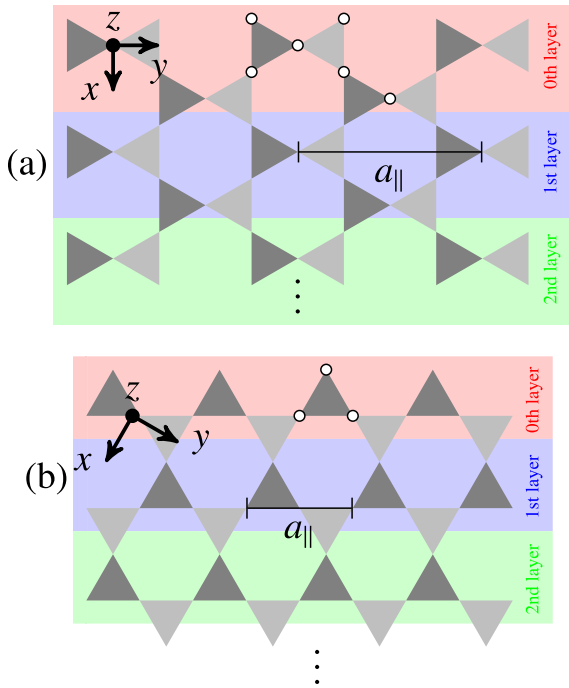 z
x
y
0th layer
(a)
a∥
1st layer
2nd layer
⋮
z
x
y
0th layer
(b)
a∥
1st layer
2nd layer
⋮